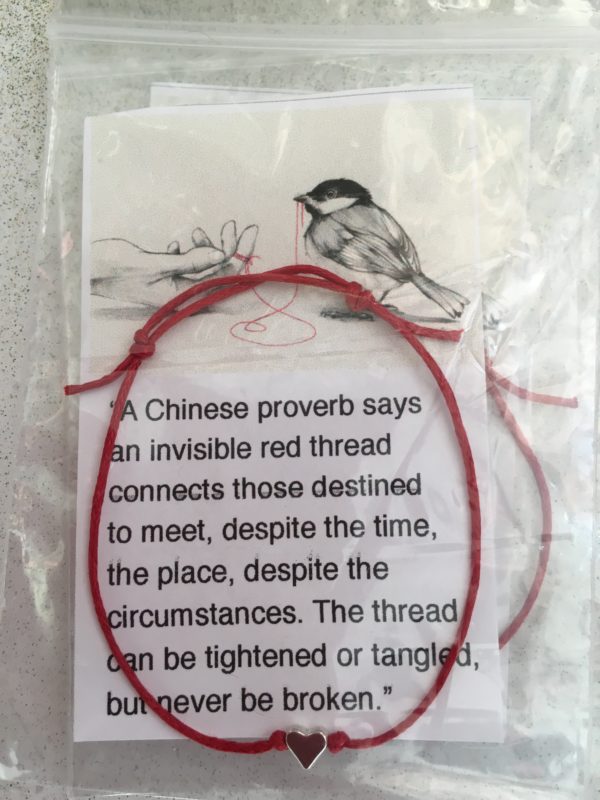 "A Chinese proverb says
an invisible red thread
connects those destined
to meet, despite the time,
the place, despite the
circumstances. The thread
can be tightened or tangled,
but never be broken."